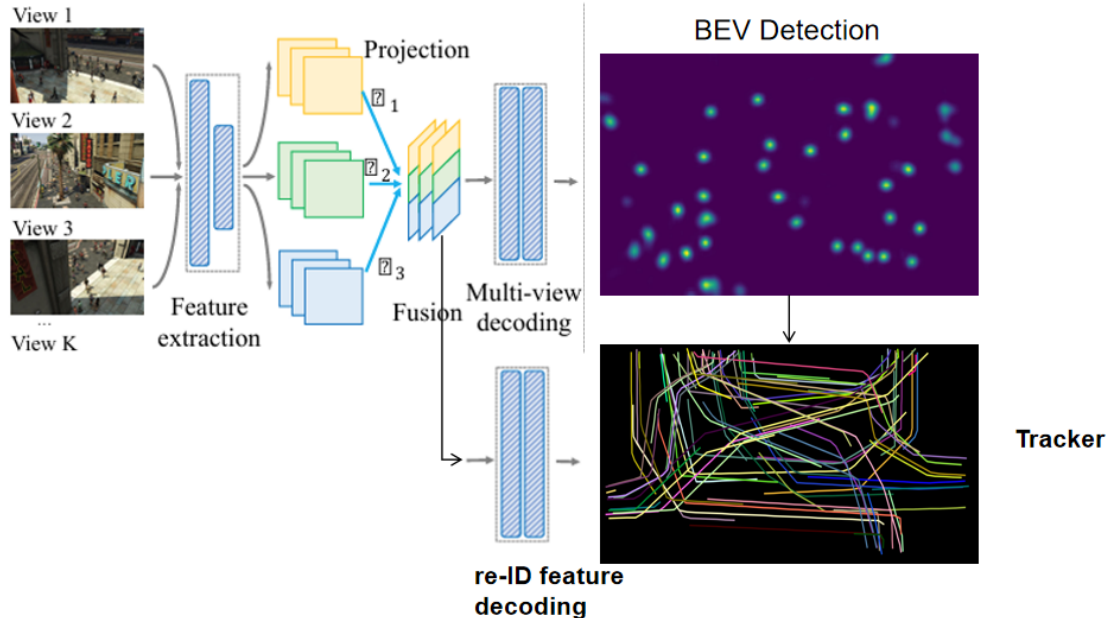 View 1
View 2
View 3
...
View K
Feature
extraction
Projection
1
2
3
Fusion
Multi-view
decoding
BEV Detection
Tracker
re-ID feature
decoding